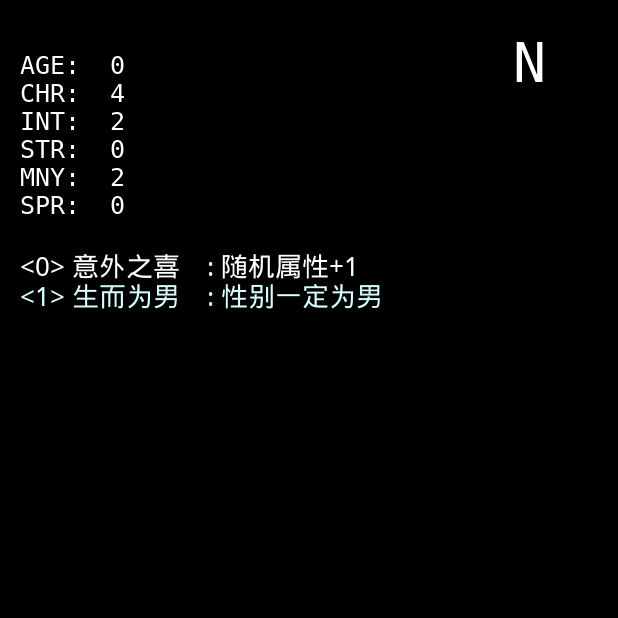 N
AGE: 0
CHR: 4
INT: 2
STR: 0
MNY: 2
SPR: 0
<0> 意外之喜 :随机属性+1
<1> 生而为男 :性别一定为男